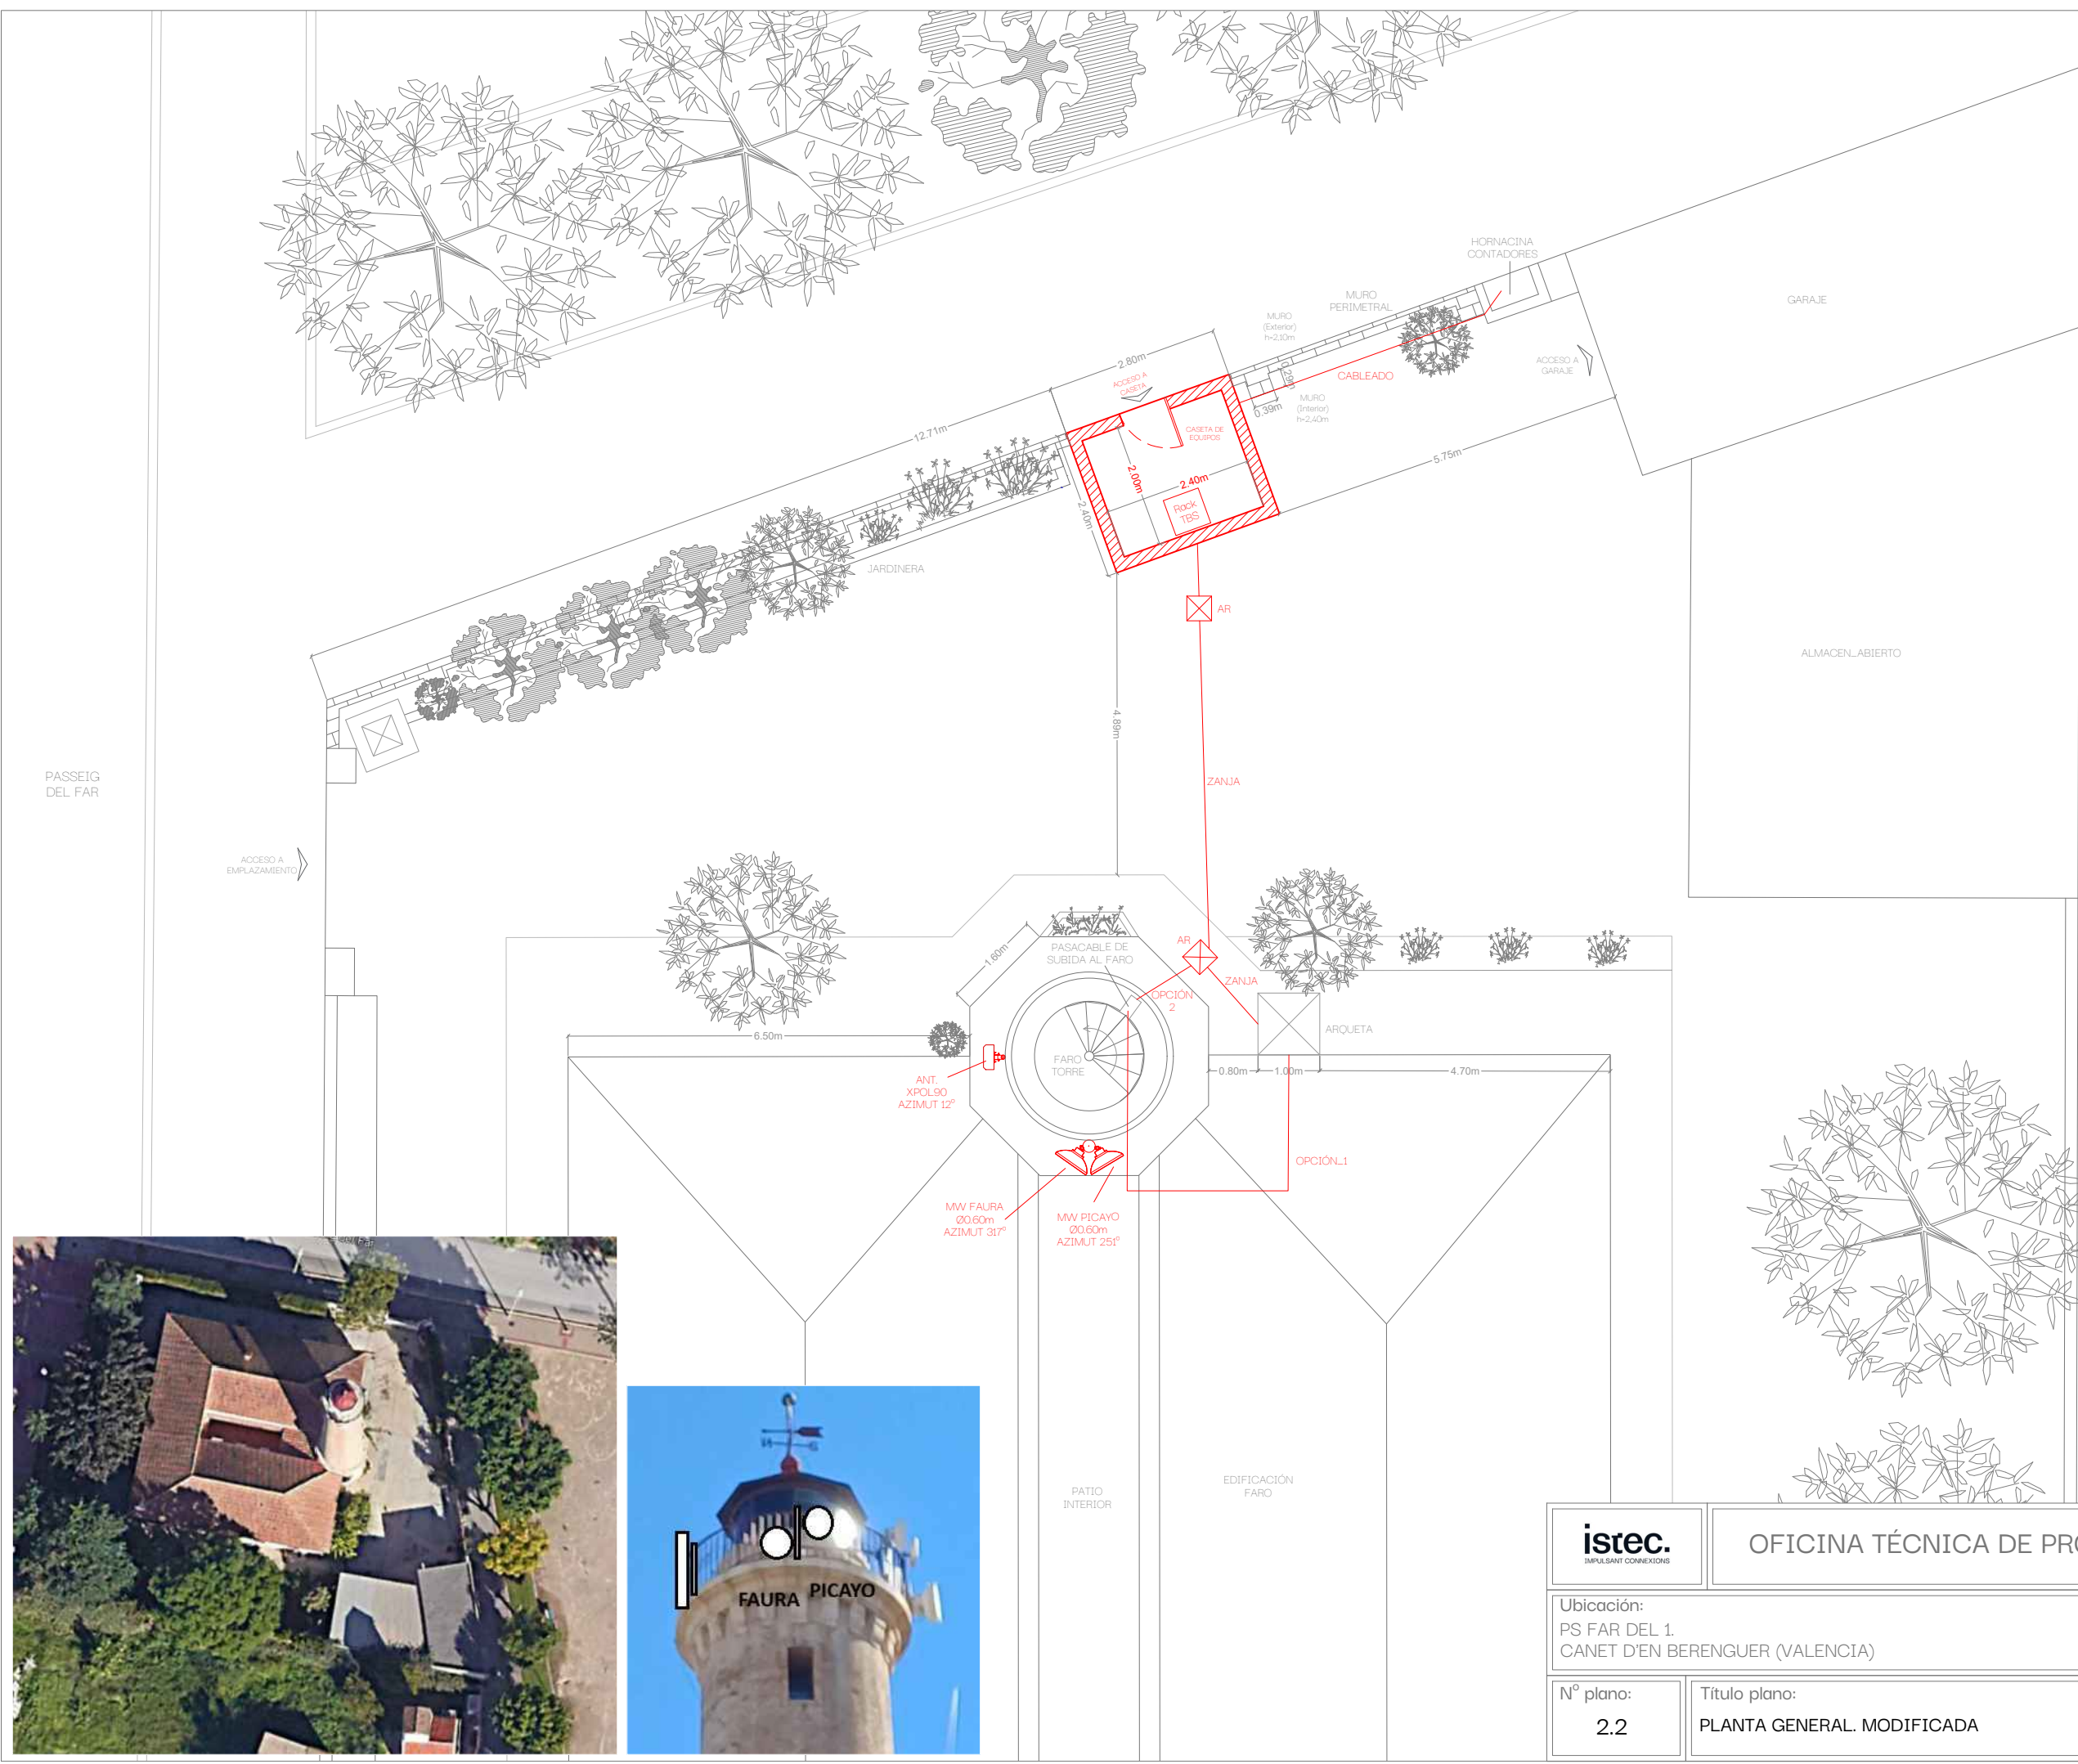 HORNACINA
CONTADORES
MURO
PERIMETRAL
GARAJE
MURO
(Exterior)
h=2,10m
2.80m
ACCESO A
CASETA
0.29m
ACCESO A
GARAJE
CABLEADO
0.39m
MURO
(Interior)
h=2,40m
12.71m
CASETA DE
EQUIPOS
5.75m
2.00m
2.40m
2.40m
Rack
TBS
JARDINERA
AR
ALMACEN_ABIERTO
4.89m
PASSEIG
DEL FAR
ZANJA
ACCESO A
EMPLAZAMIENTO
1.60m
PASACABLE DE
SUBIDA AL FARO
AR
ZANJA
OPCIÓN
2
ARQUETA
6.50m
FARO
TORRE
0.80m
1.00m
4.70m
ANT.
XPOL90
AZIMUT 12º
OPCIÓN_1
MW FAURA
Ø0.60m
AZIMUT 317º
MW PICAYO
Ø0.60m
AZIMUT 251º
FAURA
PICAYO
PATIO
INTERIOR
EDIFICACIÓN
FARO
istec.
IMPULSANT CONNEXIONS
OFICINA TÉCNICA DE PRO
Ubicación:
PS FAR DEL 1.
CANET D'EN BERENGUER (VALENCIA)
Nº plano:
2.2
Título plano:
PLANTA GENERAL. MODIFICADA